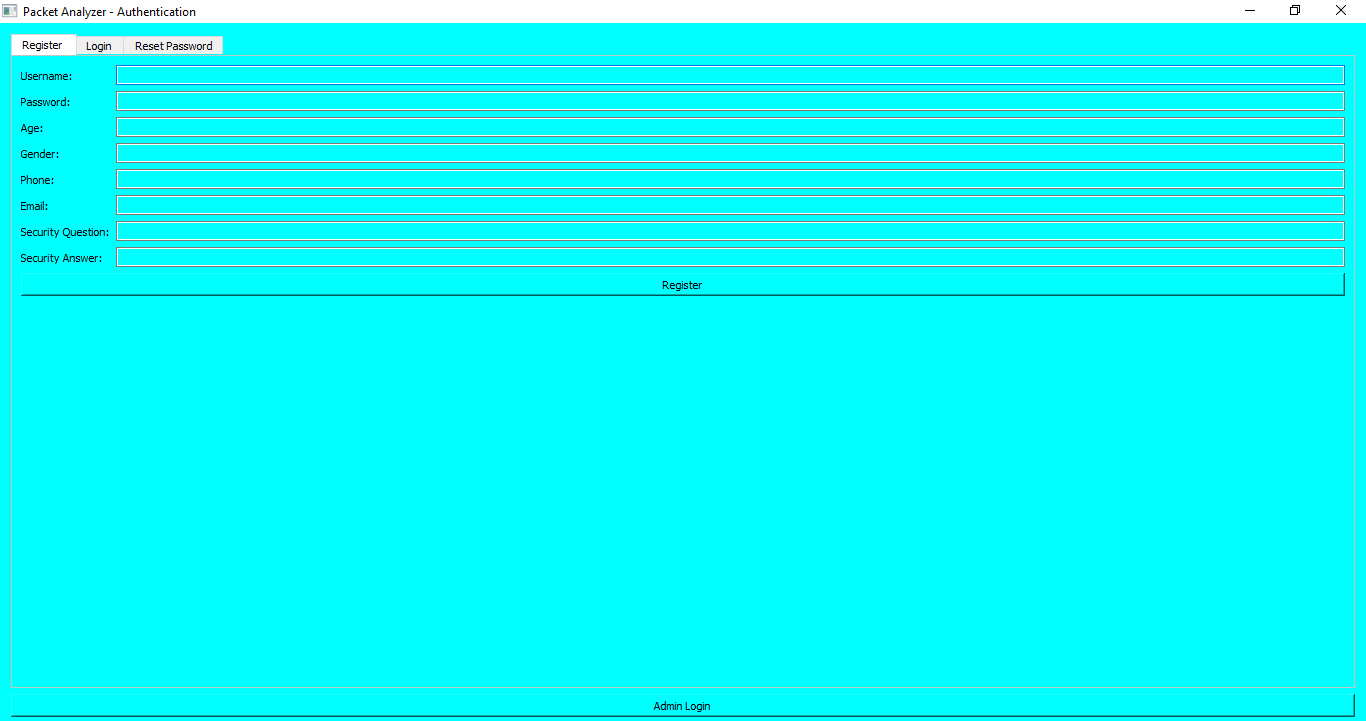 Packet Analyzer - Authentication
Register Login Reset Password
Username:
Password:
Age:
Gender:
Phone:
Email:
Security Question:
Security Answer:
Register
Admin Login